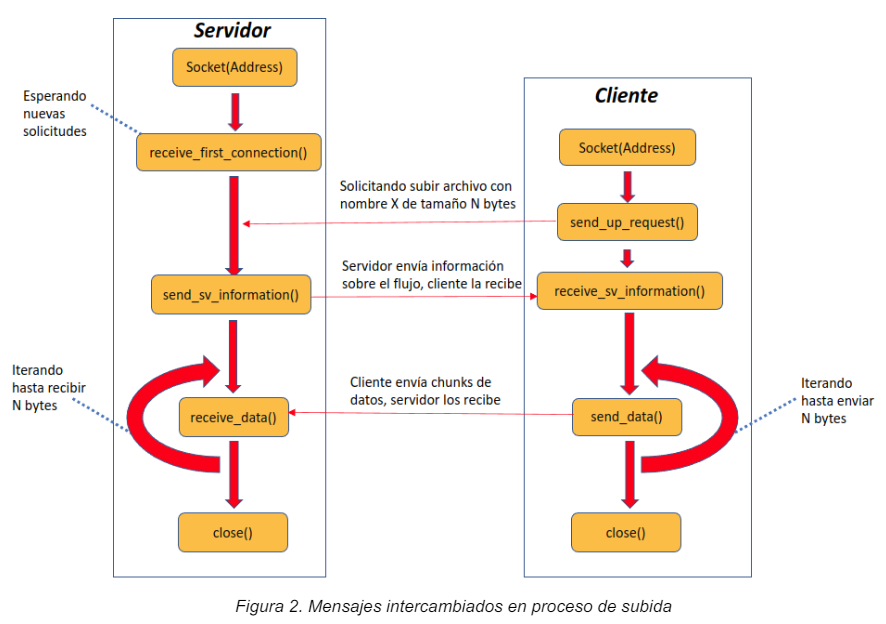 Servidor
Socket(Address)
Esperando
nuevas
solicitudes
receive_first_connection()
Cliente
Socket(Address)
Solicitando subir archivo con
nombre X de tamaño N bytes
send_up_request()
Servidor envía información
sobre el flujo, cliente la recibe
send_sv_information()
receive_sv_information()
Iterando
hasta recibir
N bytes
Cliente envía chunks de
datos, servidor los recibe
receive_data()
send_data()
Iterando
hasta enviar
N bytes
close()
close()
Figura 2. Mensajes intercambiados en proceso de subida